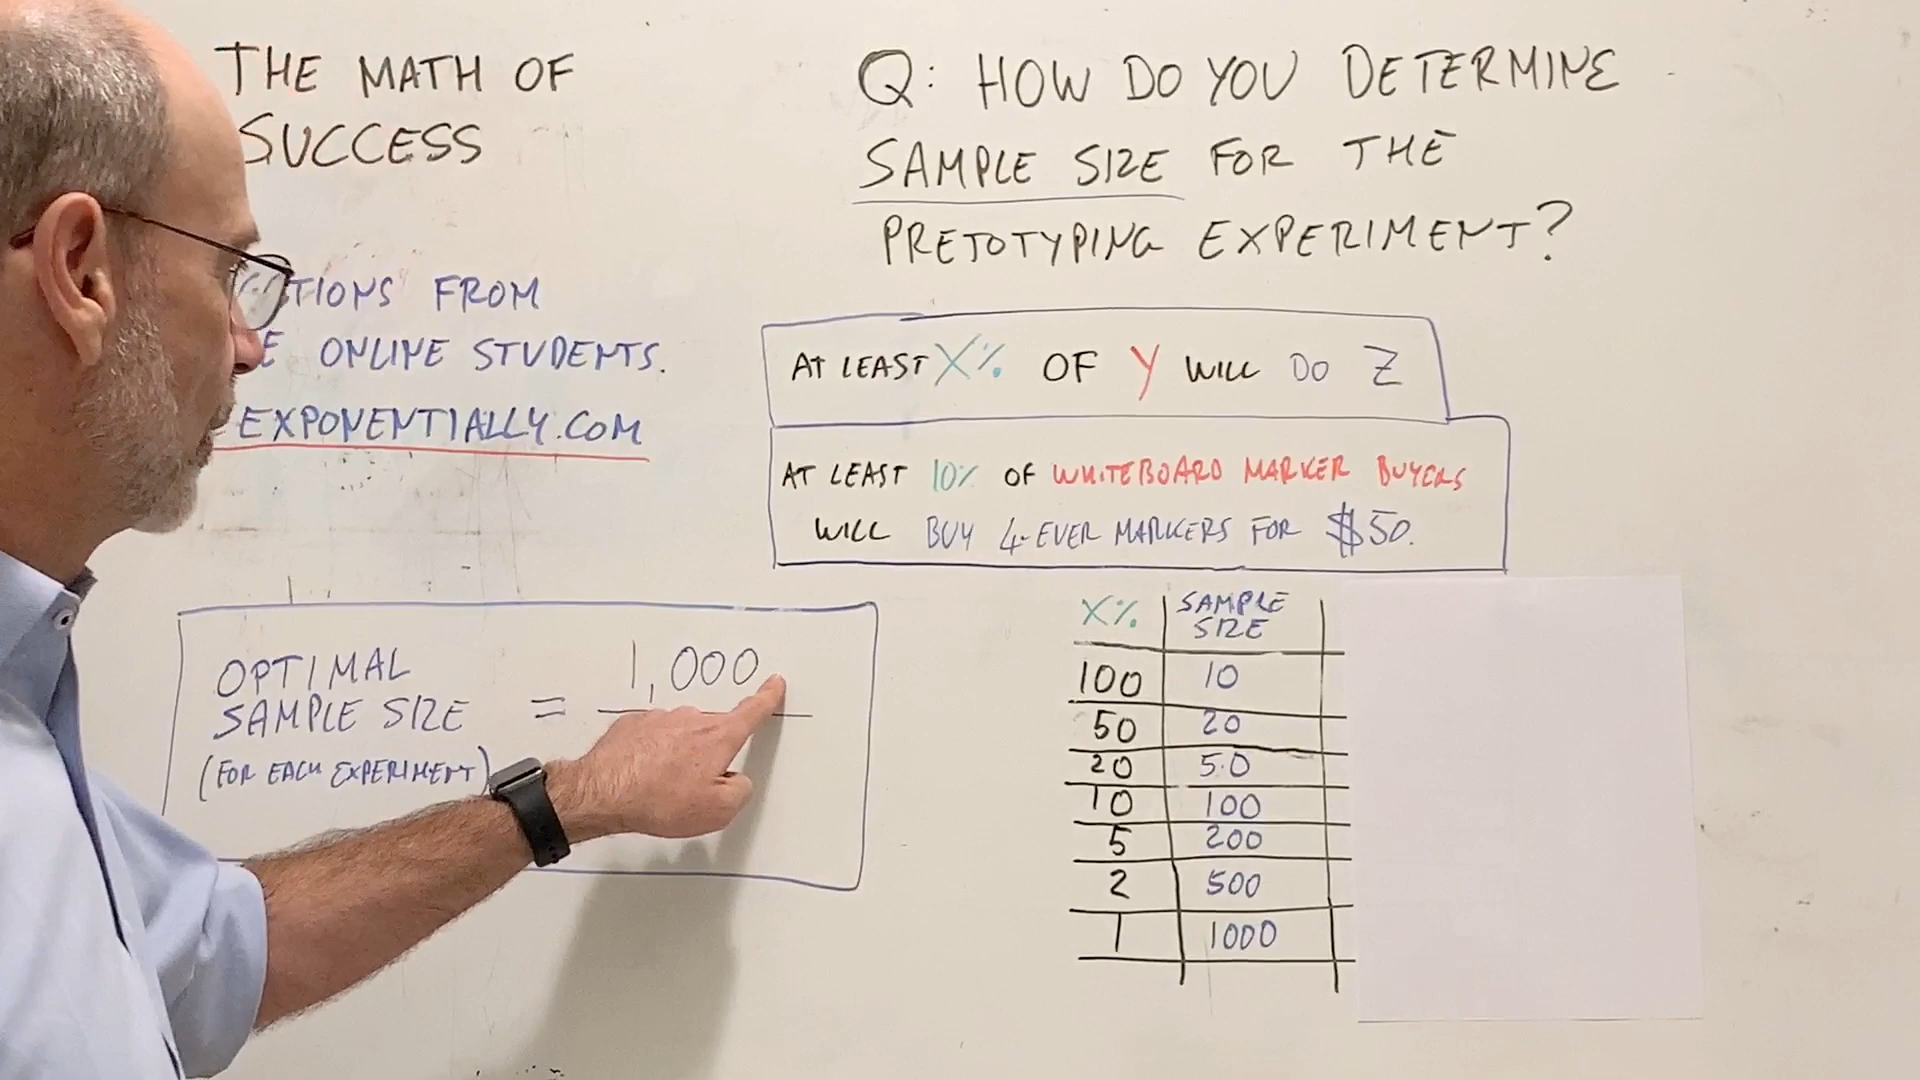 THE MATH OF
SUCCESS
TIONS FROM
E ONLINE STUDENTS.
EXPONENTIALLY.COM
OPTIMAL
SAMPLE SIZE
(FOR EACH EXPERIMENT)
=
1,000
Q: HOW DO YOU DETERMINE
SAMPLE SIZE FOR THE
PRETOTYPING EXPERIMENT?
AT LEAST X% OF Y WILL DO Z
AT LEAST 10% OF WHITEBOARD MARKER BUYERS
WILL BUY 4-EVER MARKERS FOR $50.
X% SAMPLE
SIZE
100 10
50 20
20 50
10 100
5 200
2 500
1 1000